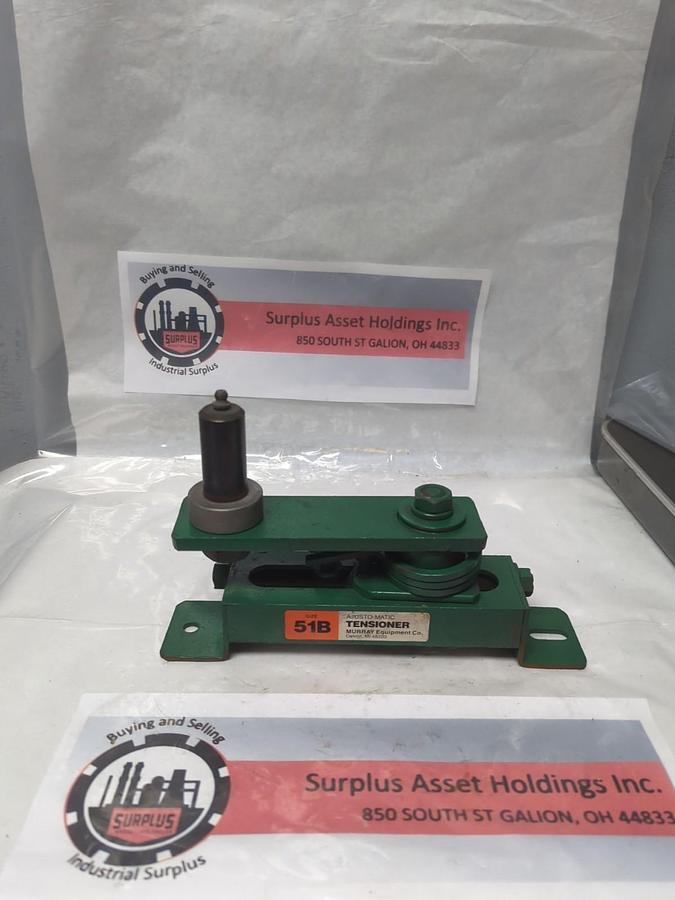 Buying and Selling
SURPLUS
Industrial Surplus
Surplus Asset Holdings Inc.
850 SOUTH ST GALION, OH 44833
SIZE
51B
TENSIONER
MURRAY Equipment Co.
Buying and Selling
SURPLUS
Industrial Surplus
Surplus Asset Holdings Inc.
850 SOUTH ST GALION, OH 44833